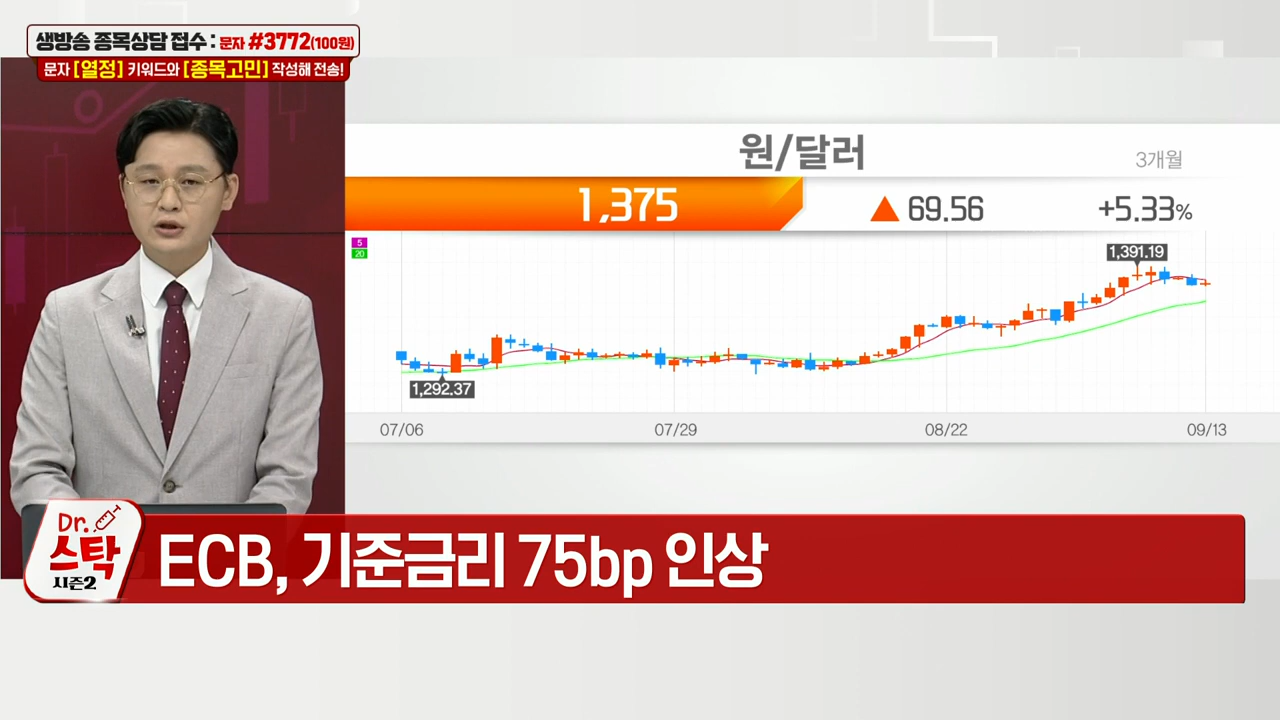 생방송 종목상담 접수 : 문자 #3772(100원)
문자 [열정] 키워드와 [종목고민] 작성해 전송!
원/달러
3개월
1,375
▲ 69.56
+5.33%
5
20
1,391.19
1,292.37
07/06
07/29
08/22
09/13
Dr.
스탁
시즌2
ECB, 기준금리 75bp 인상